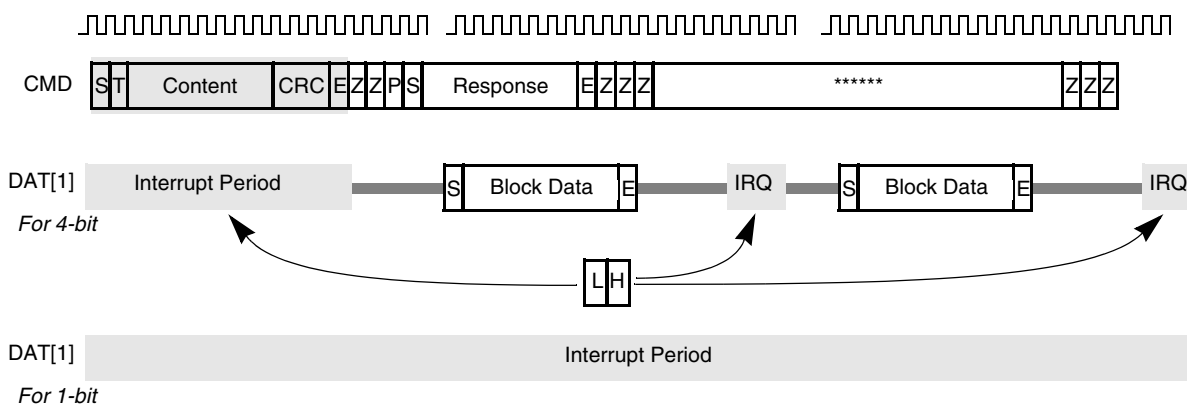 CMD S T Content CRC E Z Z P S Response E Z Z Z ****** Z Z Z
DAT[1] Interrupt Period S Block Data E IRQ S Block Data E IRQ
For 4-bit
L H
DAT[1] Interrupt Period
For 1-bit